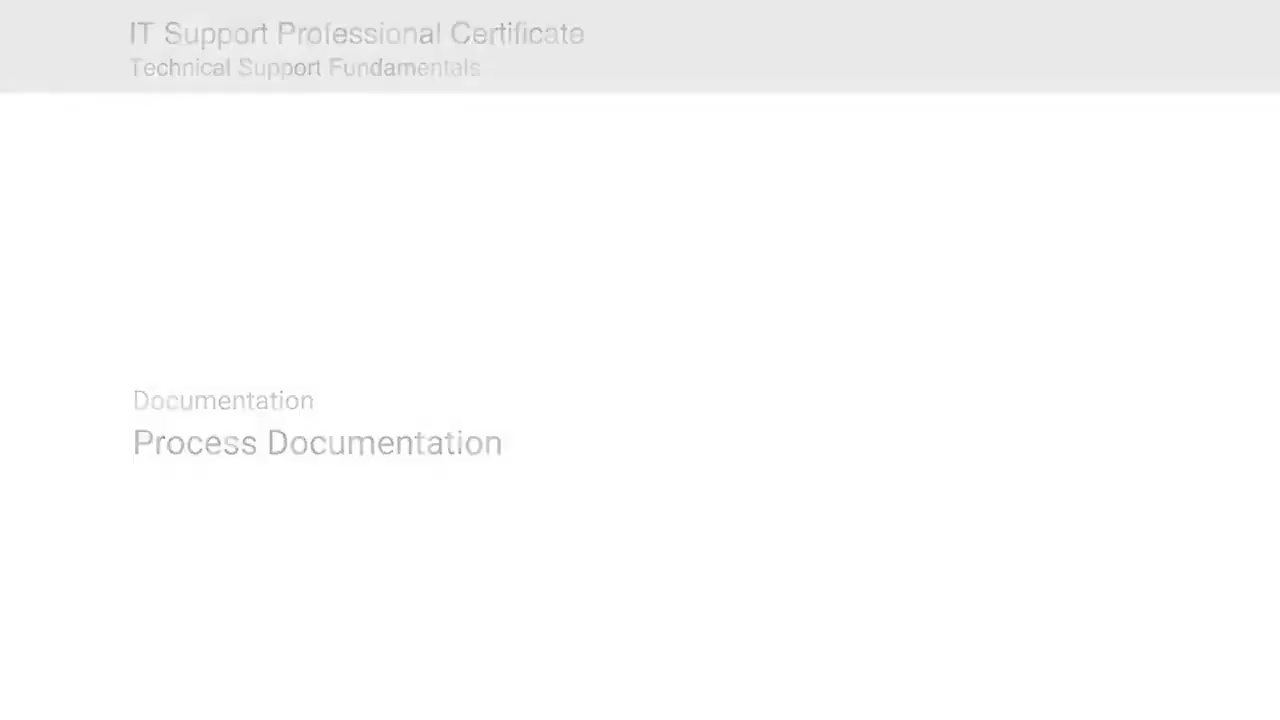 IT Support Professional Certificate
Technical Support Fundamentals
Documentation
Process Documentation